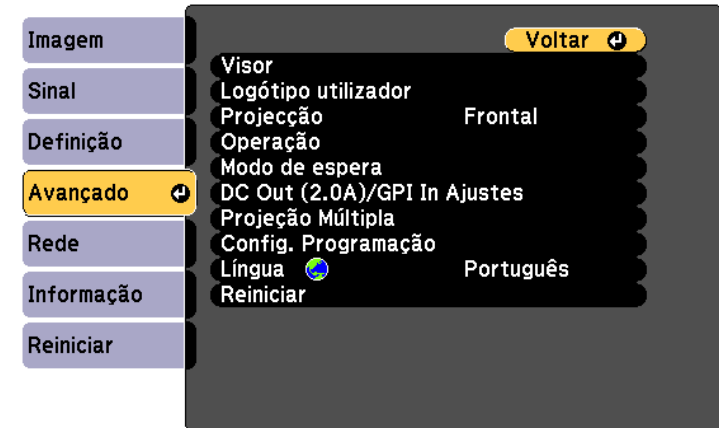 Imagem
Sinal
Definição
Avançado
Rede
Informação
Reiniciar
Voltar
Visor
Logótipo utilizador
Projecção Frontal
Operação
Modo de espera
DC Out (2.0A)/GPI In Ajustes
Projeção Múltipla
Config. Programação
Língua Português
Reiniciar